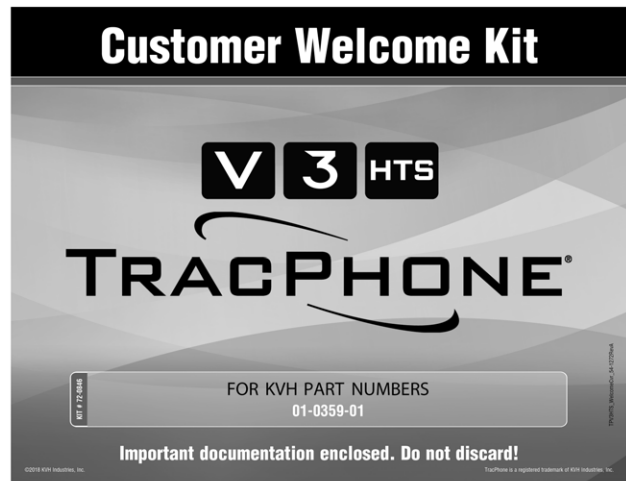 Customer Welcome Kit
V 3 HTS
TRACPHONE®
KIT # 72-0846
FOR KVH PART NUMBERS
01-0359-01
Important documentation enclosed. Do not discard!
©2018 KVH Industries, Inc.
TracPhone is a registered trademark of KVH Industries, Inc.